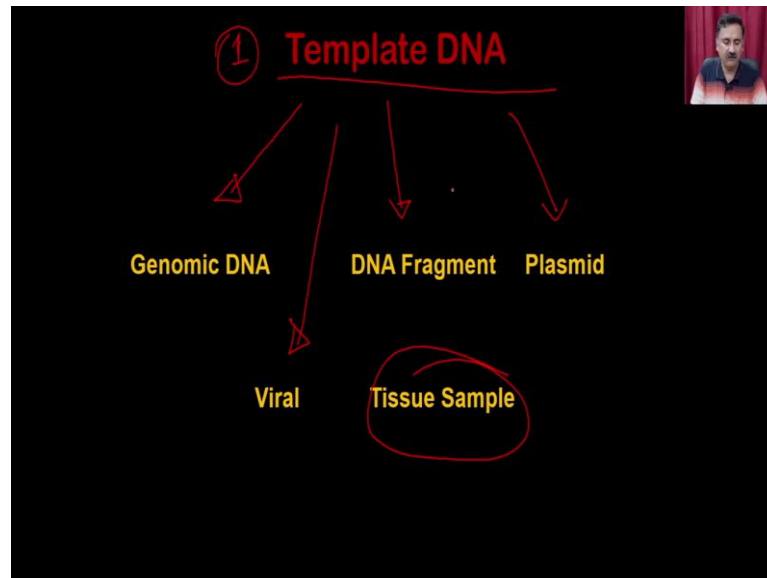 1 Template DNA
Genomic DNA DNA Fragment Plasmid
Viral Tissue Sample